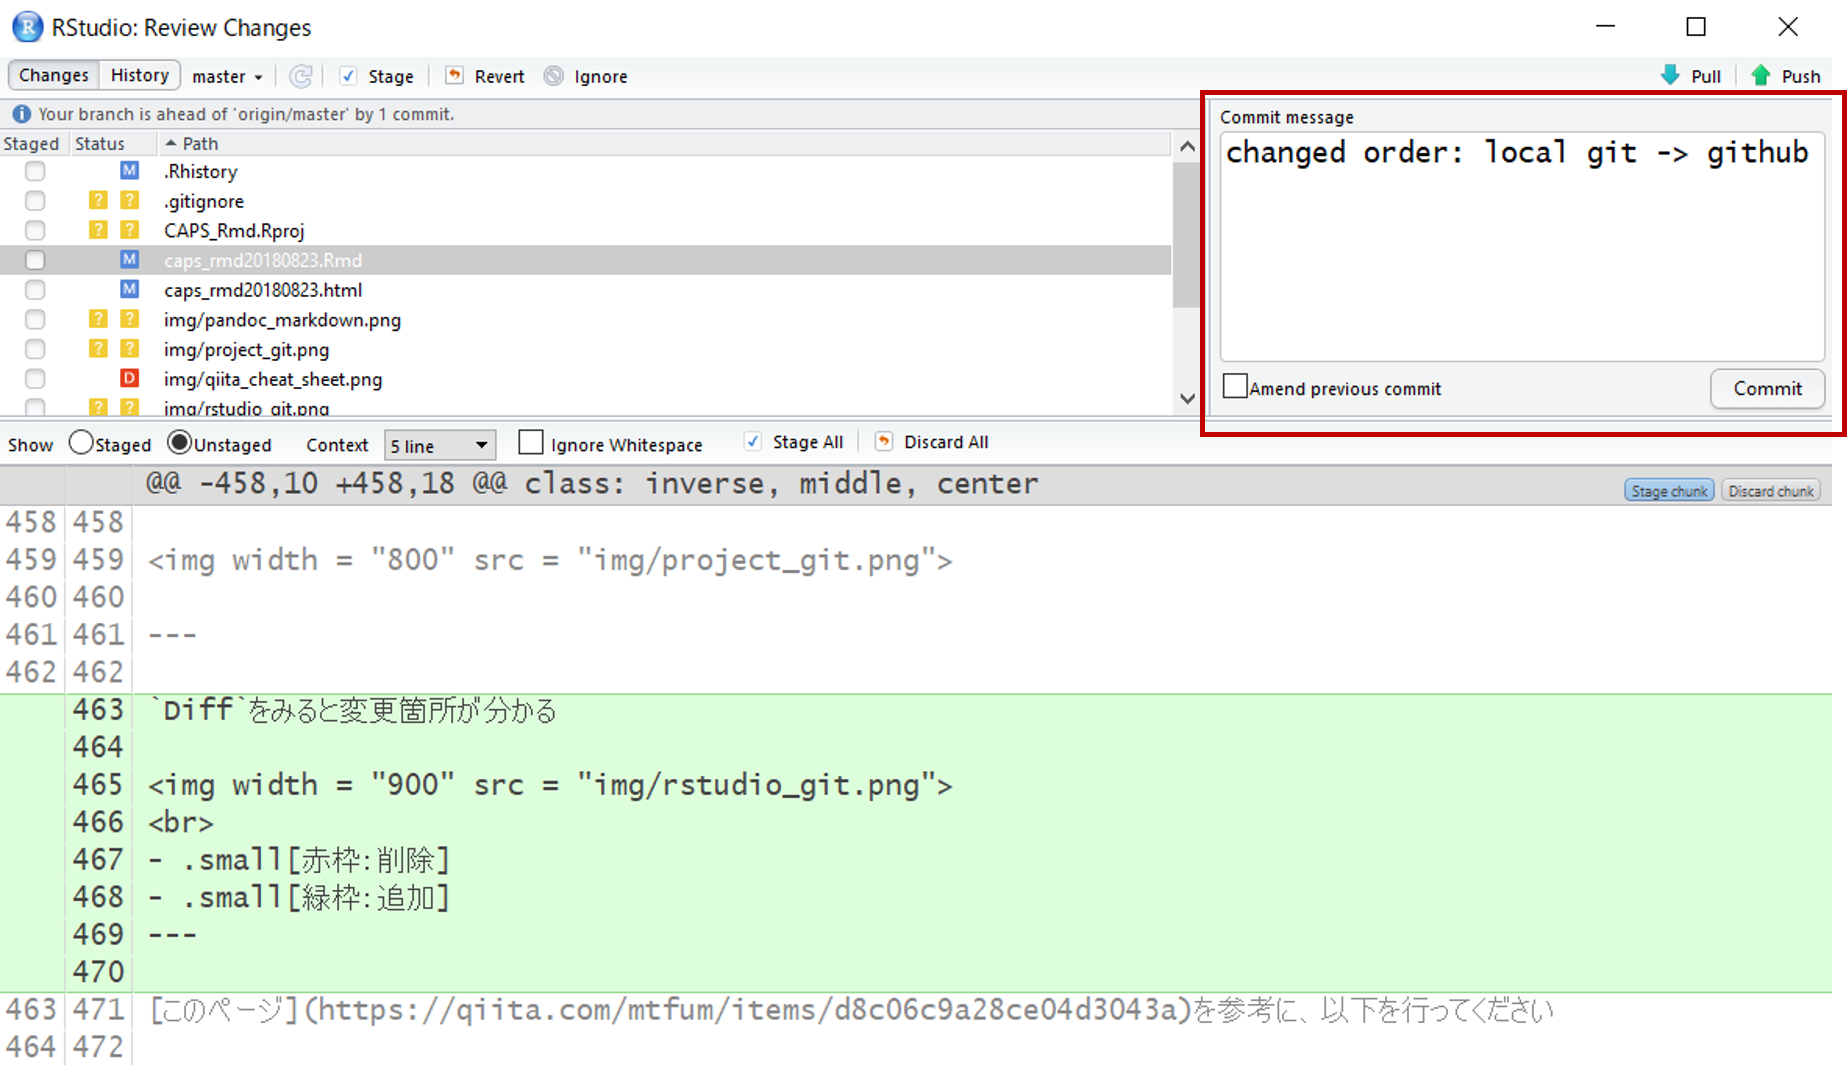 RStudio: Review Changes
Changes History master Stage Revert Ignore Pull Push
Your branch is ahead of 'origin/master' by 1 commit.
Staged Status Path
M .Rhistory
? ? .gitignore
? ? CAPS_Rmd.Rproj
M caps_rmd20180823.Rmd
M caps_rmd20180823.html
? ? img/pandoc_markdown.png
? ? img/project_git.png
D img/qiita_cheat_sheet.png
? ? img/rstudio_git.png
Commit message
changed order: local git -> github
Amend previous commit Commit
Show Staged Unstaged Context 5 line Ignore Whitespace Stage All Discard All
@@ -458,10 +458,18 @@ class: inverse, middle, center Stage chunk Discard chunk
458 458
459 459 <img width = "800" src = "img/project_git.png">
460 460
461 461 ---
462 462
463 `Diff`をみると変更箇所が分かる
464
465 <img width = "900" src = "img/rstudio_git.png">
466 <br>
467 - .small[赤枠:削除]
468 - .small[緑枠:追加]
469 ---
470
463 471 [このページ](https://qiita.com/mtfum/items/d8c06c9a28ce04d3043a)を参考に、以下を行ってください
464 472